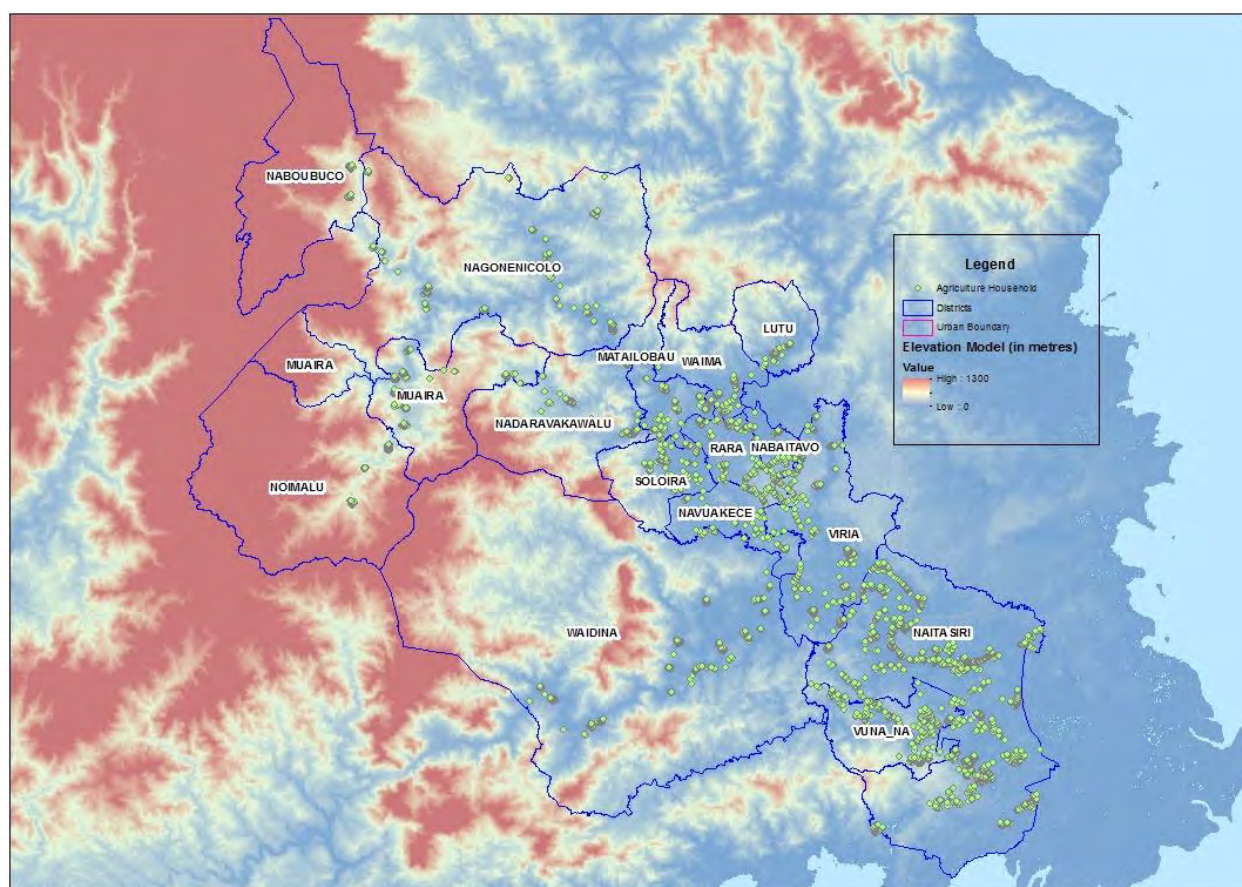 NABOUBUCO
NAGONENICOLO
Legend
Agriculture Household
Districts
Urban Boundary
Elevation Model (in metres)
Value
High : 1300
Low : 0
LUTU
MATAILOBAU
WAIMA
MUAIRA
MUAIRA
NADARAVAKAWALU
RARA
NABAITAVO
SOLOIRA
NOIMALU
NAVUAKECE
VIRIA
WAIDINA
NAITASIRI
VUNA_NA